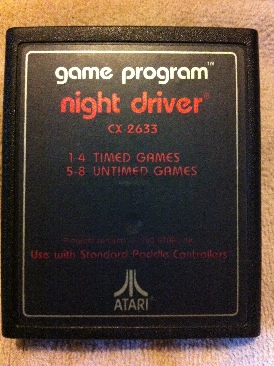 game program™
night driver®
CX 2633
1-4 TIMED GAMES
5-8 UNTIMED GAMES
Program
Use with Standard Paddle Controllers
ATARI®